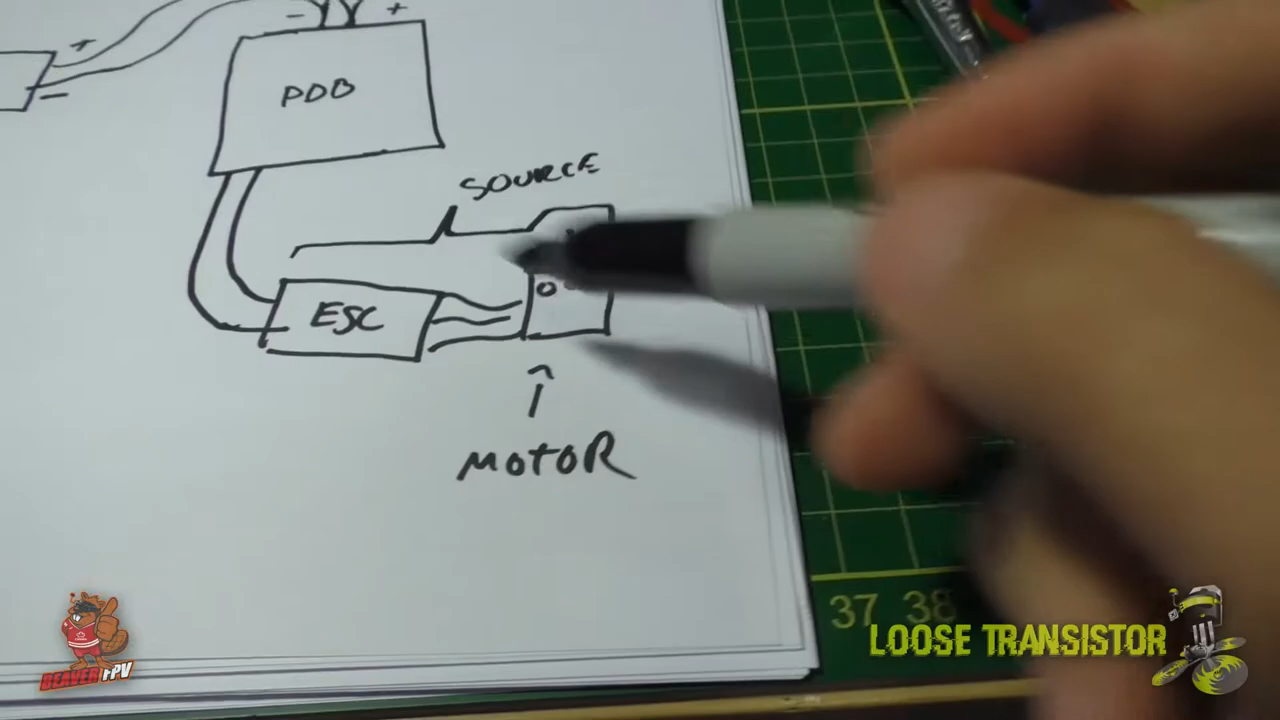 - +
+
PDB
-
SOURCE
ESC
MOTOR
37 38
LOOSE TRANSISTOR
BEAVER FPV